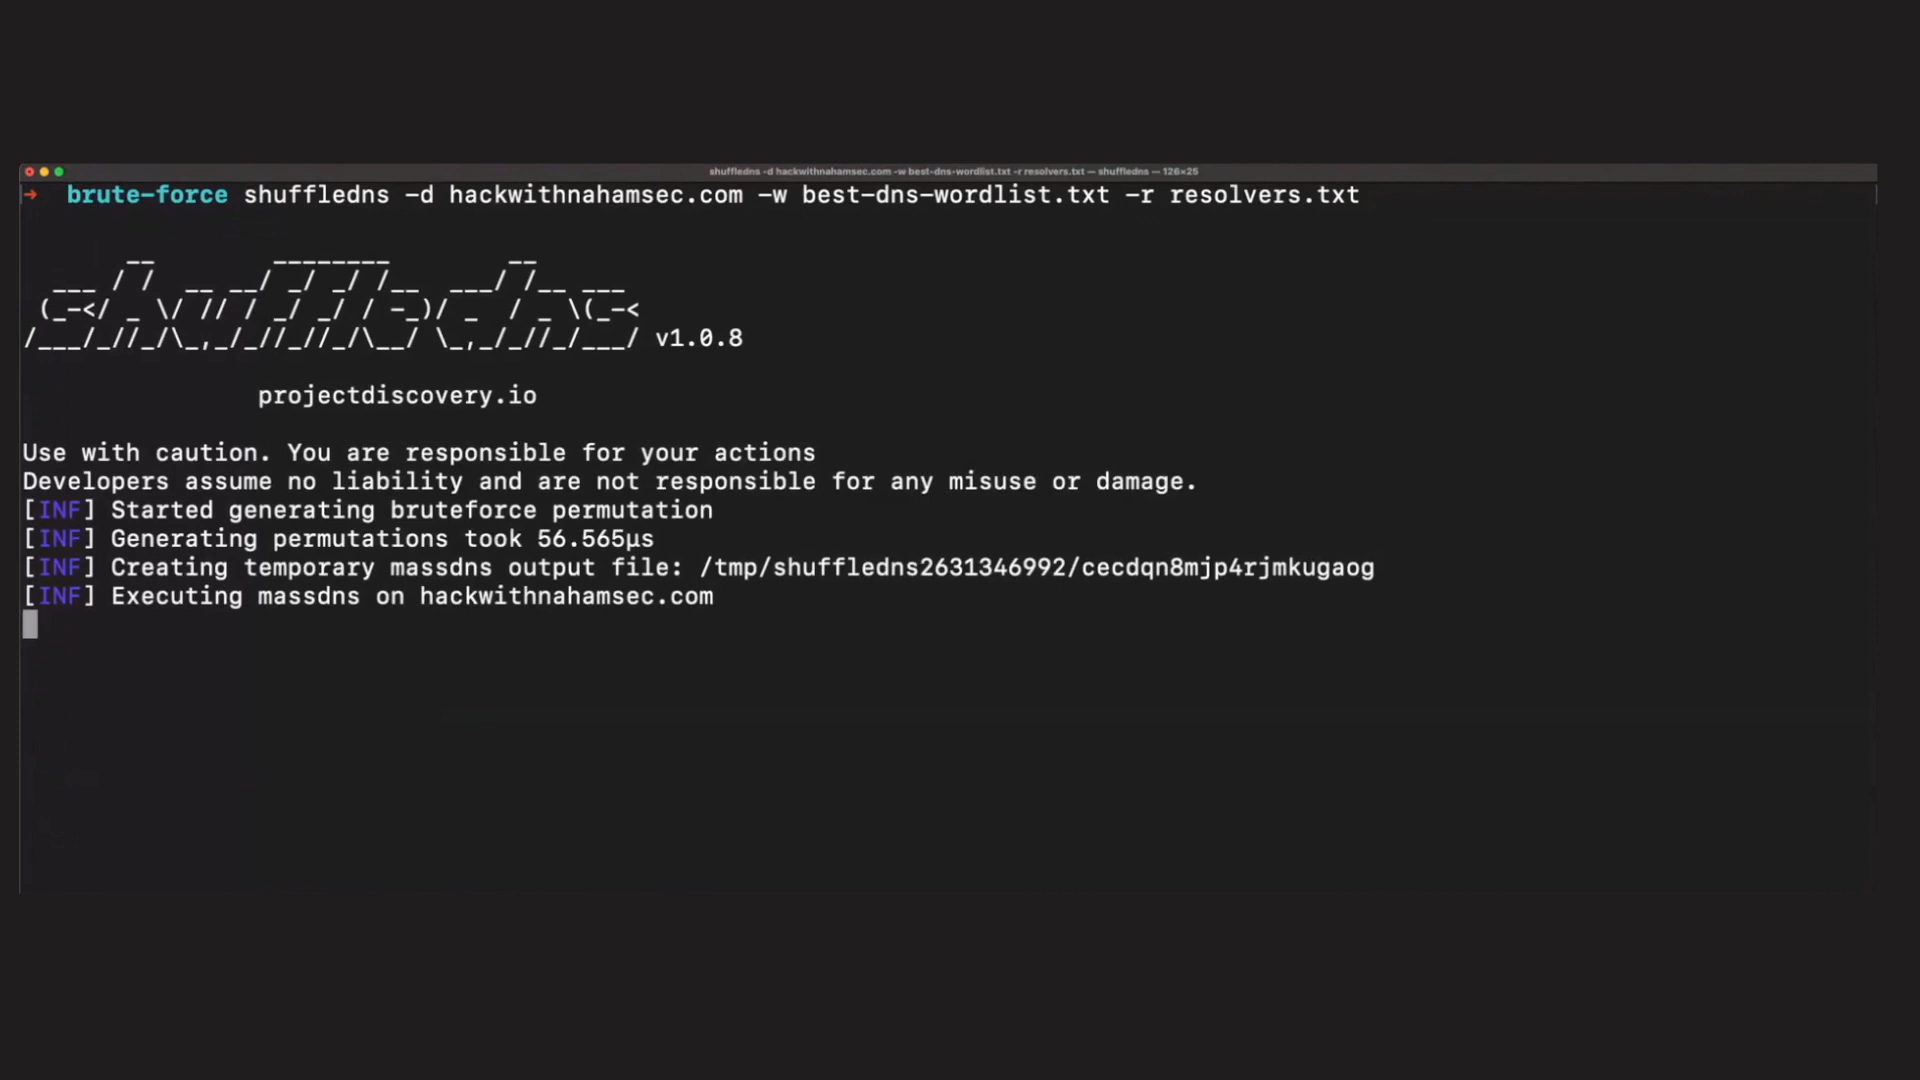 shuffledns -d hackwithnahamsec.com -w best-dns-wordlist.txt -r resolvers.txt — shuffledns — 126×25
→ brute-force shuffledns -d hackwithnahamsec.com -w best-dns-wordlist.txt -r resolvers.txt
shuffledns v1.0.8
projectdiscovery.io
Use with caution. You are responsible for your actions
Developers assume no liability and are not responsible for any misuse or damage.
[INF] Started generating bruteforce permutation
[INF] Generating permutations took 56.565µs
[INF] Creating temporary massdns output file: /tmp/shuffledns2631346992/cecdqn8mjp4rjmkugaog
[INF] Executing massdns on hackwithnahamsec.com